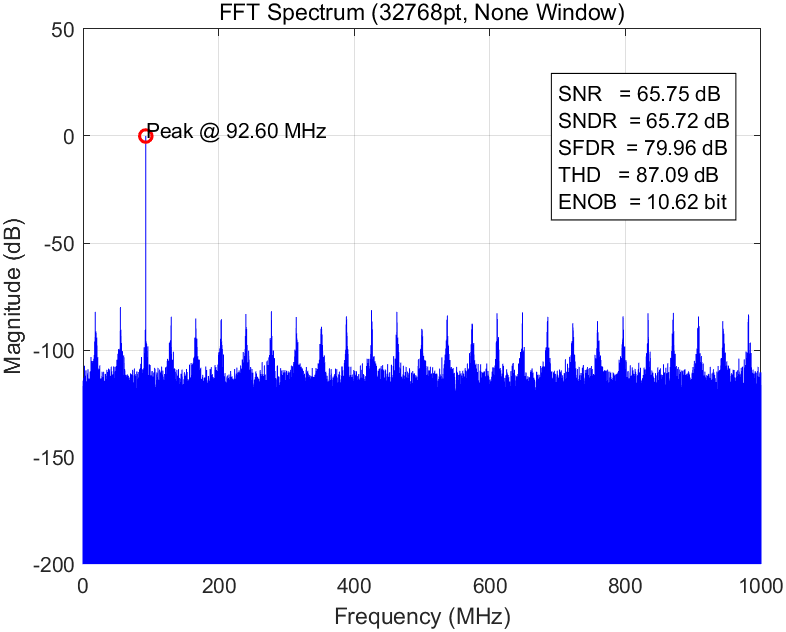 FFT Spectrum (32768pt, None Window)
50
0
-50
-100
-150
-200
Magnitude (dB)
Peak @ 92.60 MHz
SNR = 65.75 dB
SNDR = 65.72 dB
SFDR = 79.96 dB
THD = 87.09 dB
ENOB = 10.62 bit
0 200 400 600 800 1000
Frequency (MHz)